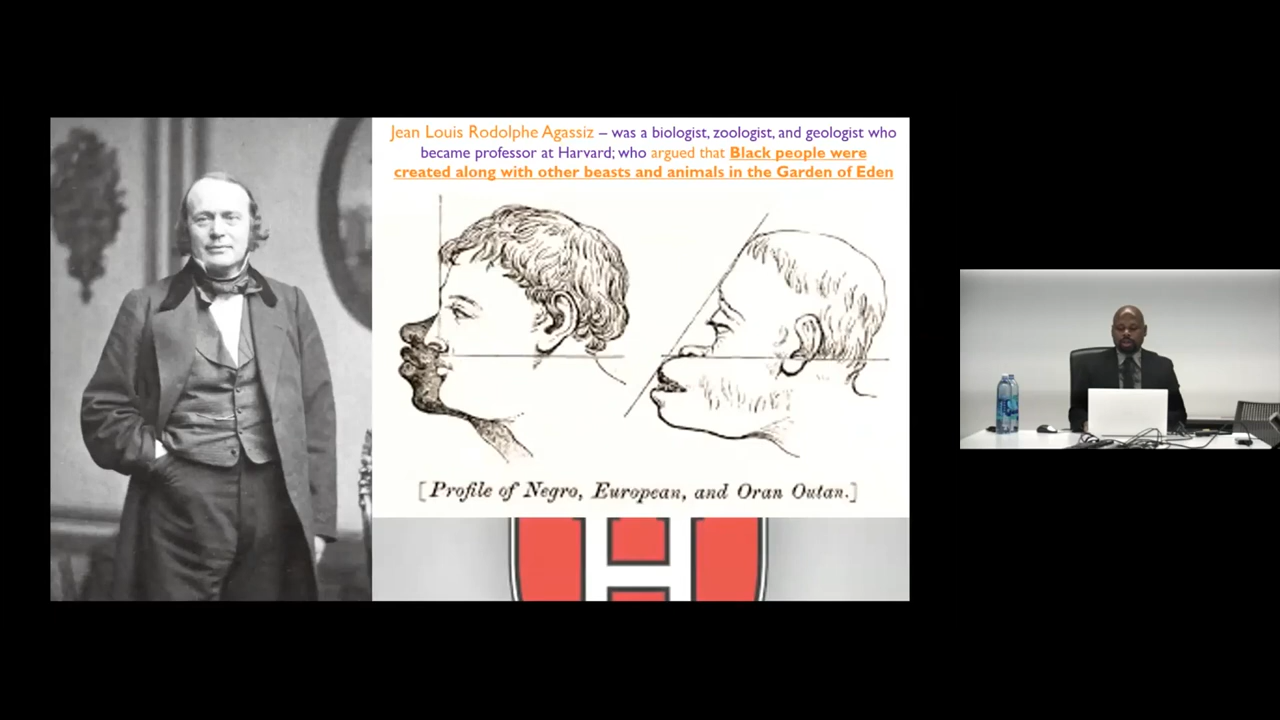 Jean Louis Rodolphe Agassiz – was a biologist, zoologist, and geologist who
became professor at Harvard; who argued that Black people were
created along with other beasts and animals in the Garden of Eden
[Profile of Negro, European, and Oran Outan.]
H